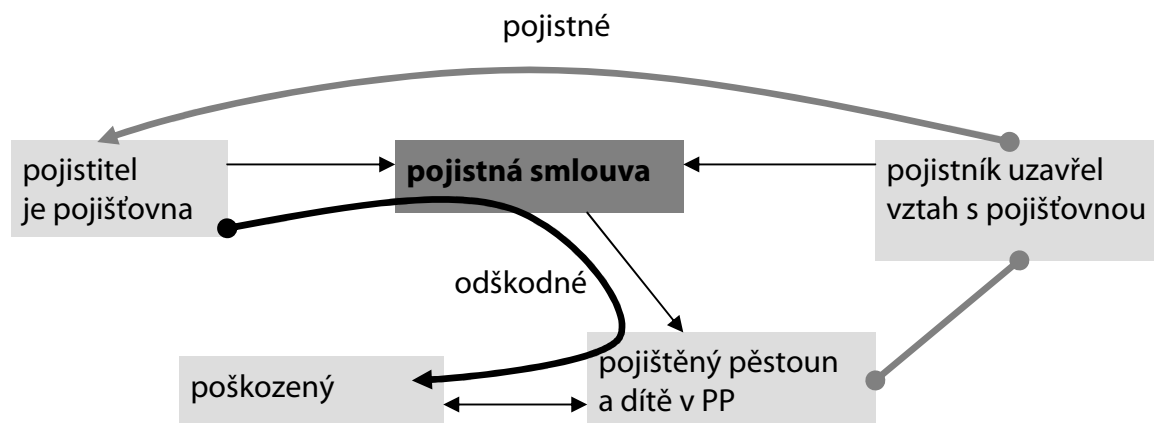 pojistné
pojistitel
je pojišťovna
pojistná smlouva
pojistník uzavřel
vztah s pojišťovnou
odškodné
poškozený
pojištěný pěstoun
a dítě v PP